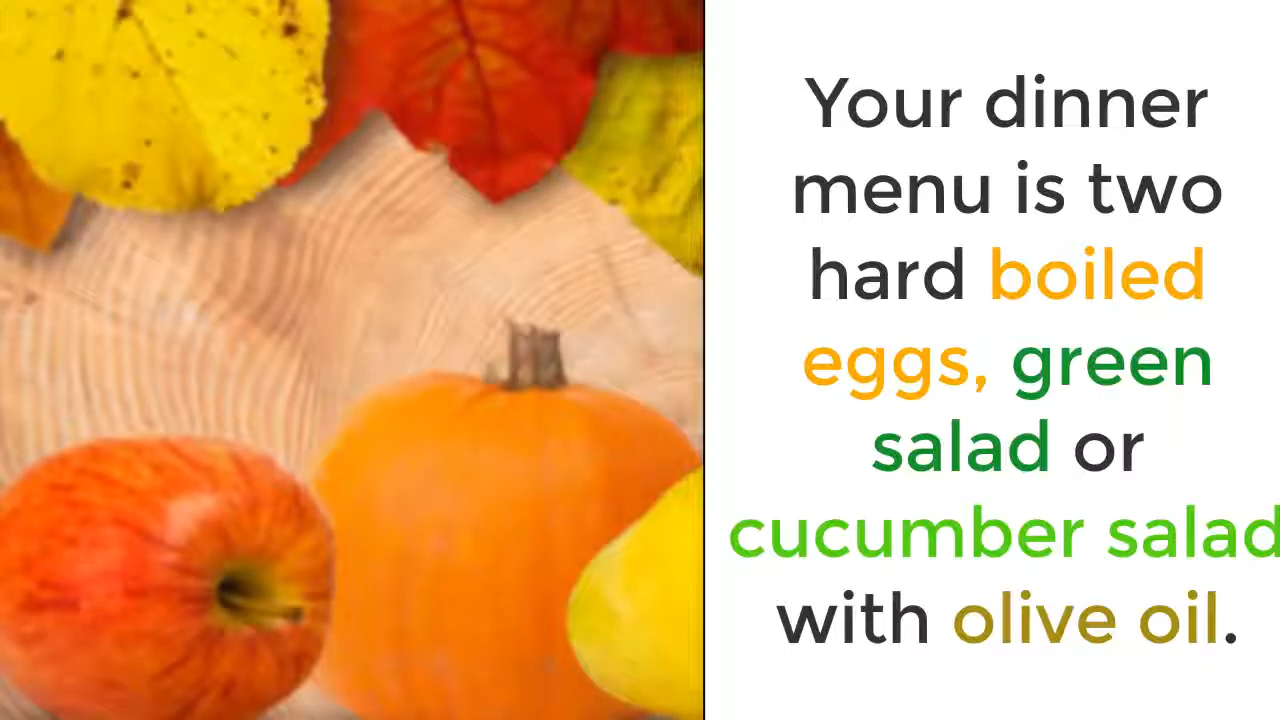 Your dinner
menu is two
hard boiled
eggs, green
salad or
cucumber salad
with olive oil.